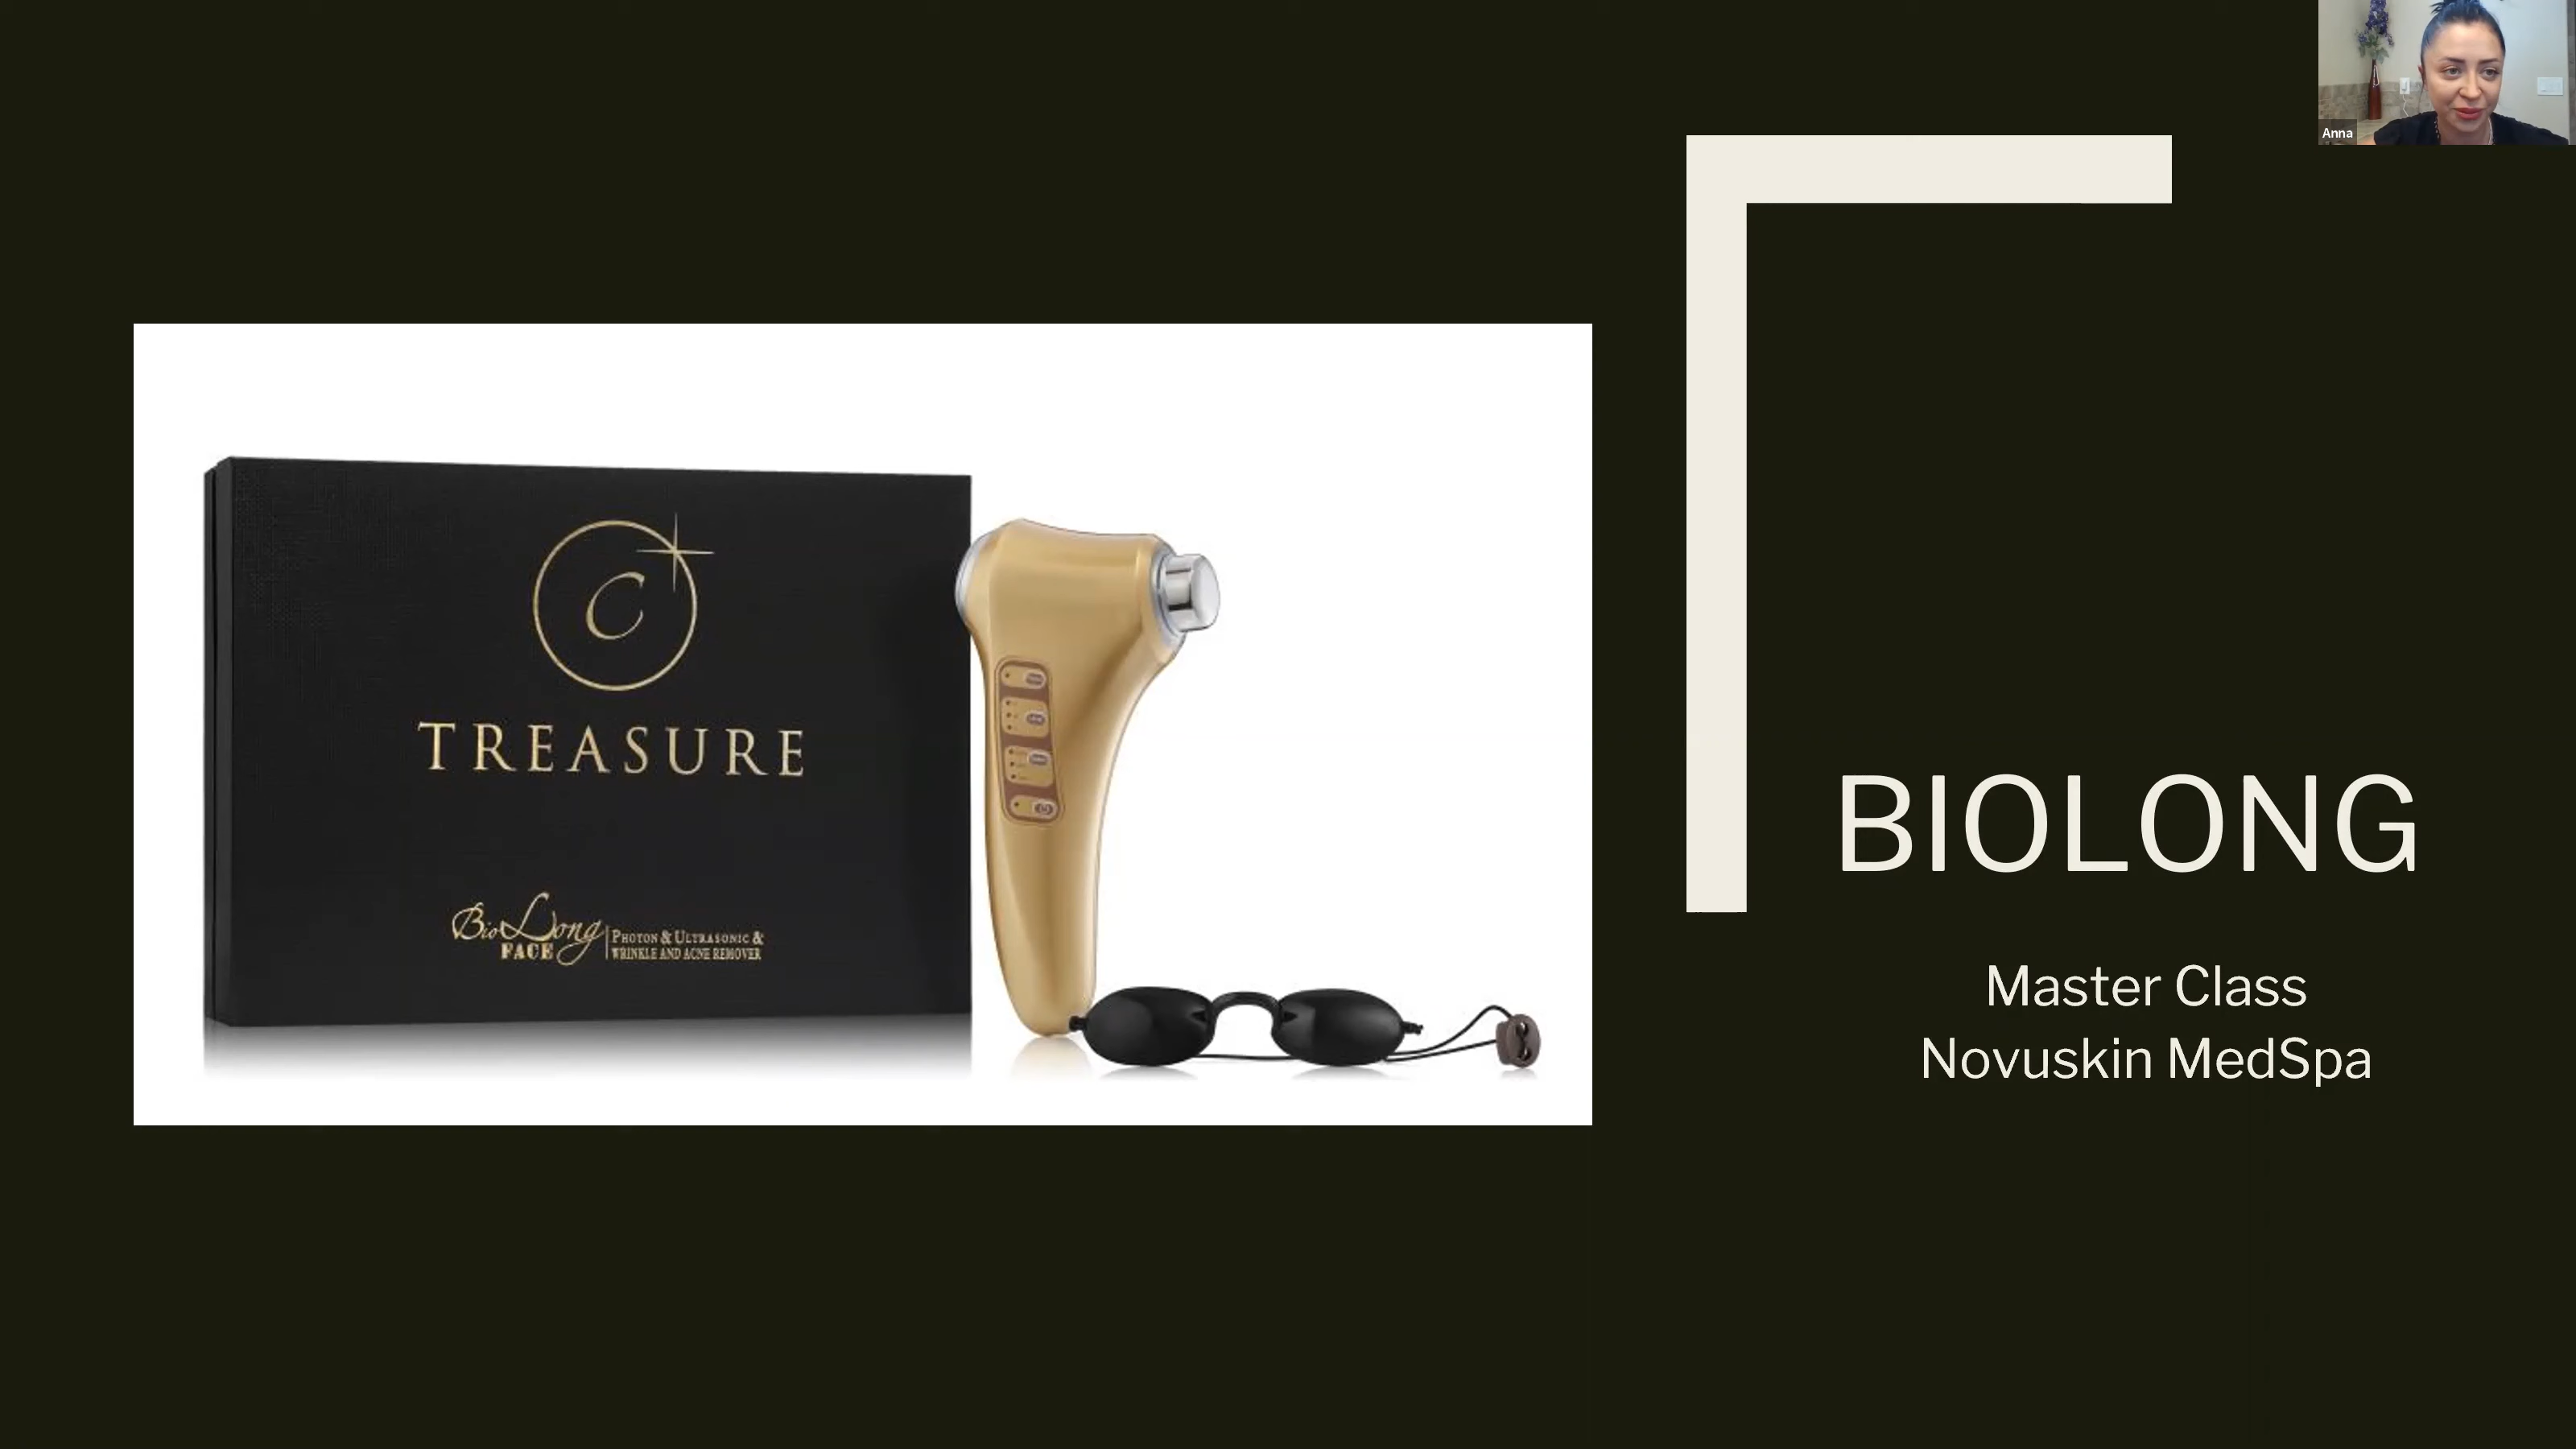 Anna
C
TREASURE
BioLong
FACE
PHOTON & ULTRASONIC &
WRINKLE AND ACNE REMOVER
BIOLONG
Master Class
Novuskin MedSpa